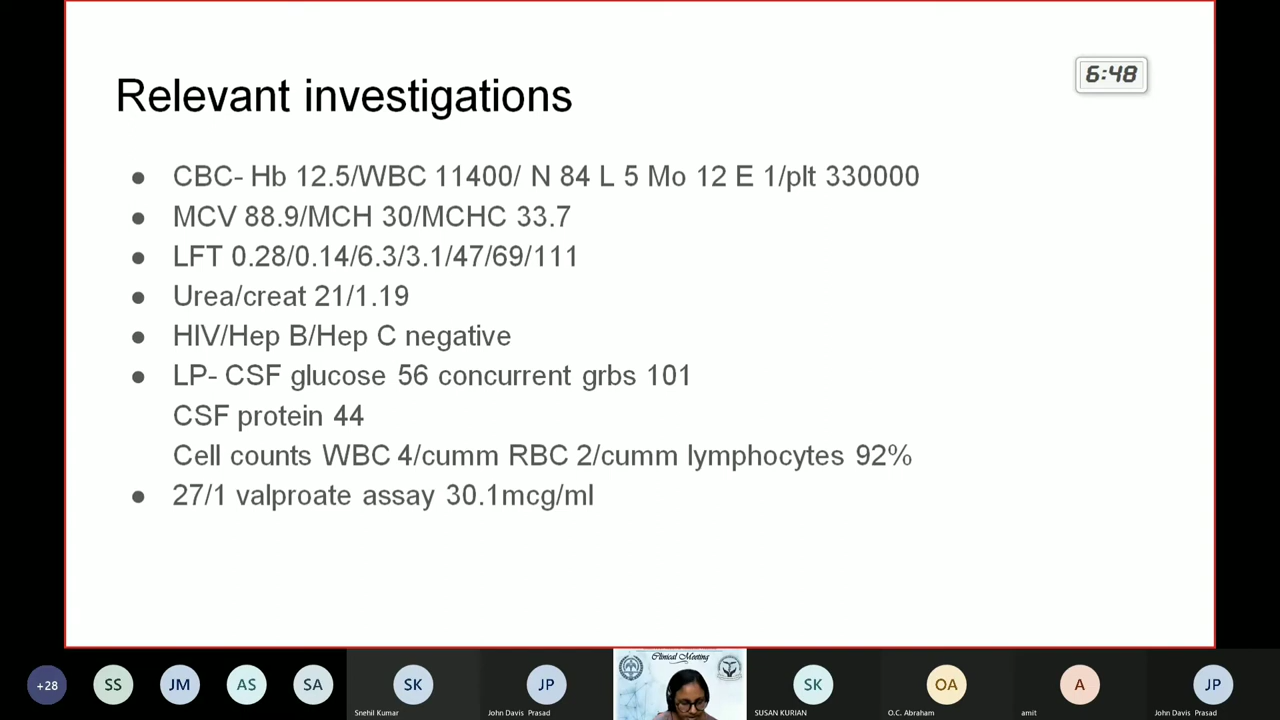 Relevant investigations
6:48
● CBC- Hb 12.5/WBC 11400/ N 84 L 5 Mo 12 E 1/plt 330000
● MCV 88.9/MCH 30/MCHC 33.7
● LFT 0.28/0.14/6.3/3.1/47/69/111
● Urea/creat 21/1.19
● HIV/Hep B/Hep C negative
● LP- CSF glucose 56 concurrent grbs 101
CSF protein 44
Cell counts WBC 4/cumm RBC 2/cumm lymphocytes 92%
● 27/1 valproate assay 30.1mcg/ml
Clinical Meeting
+28 SS JM AS SA SK JP SK OA A JP
Snehil Kumar John Davis Prasad SUSAN KURIAN O.C. Abraham amit John Davis Prasad